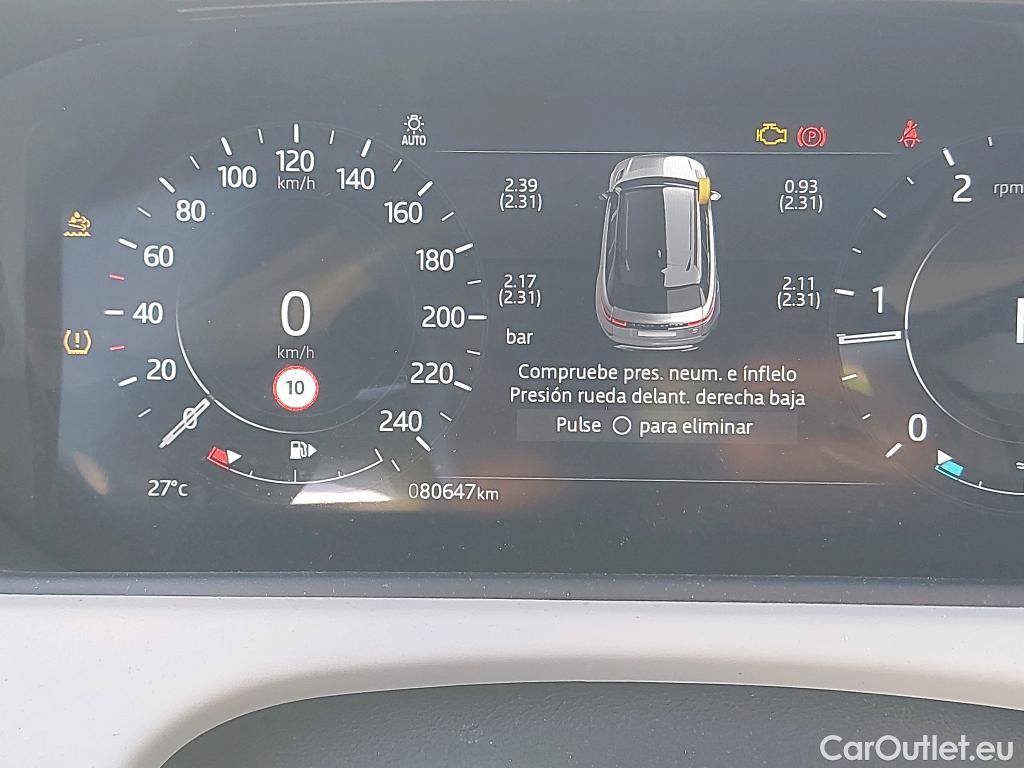 AUTO
120
km/h
100
140
80
160
60
180
40
200
20
220
240
0
km/h
10
27°c
080647km
2.39
(2.31)
0.93
(2.31)
2.17
(2.31)
2.11
(2.31)
bar
Compruebe pres. neum. e ínflelo
Presión rueda delant. derecha baja
Pulse O para eliminar
P
2
rpm
1
0
CarOutlet.eu